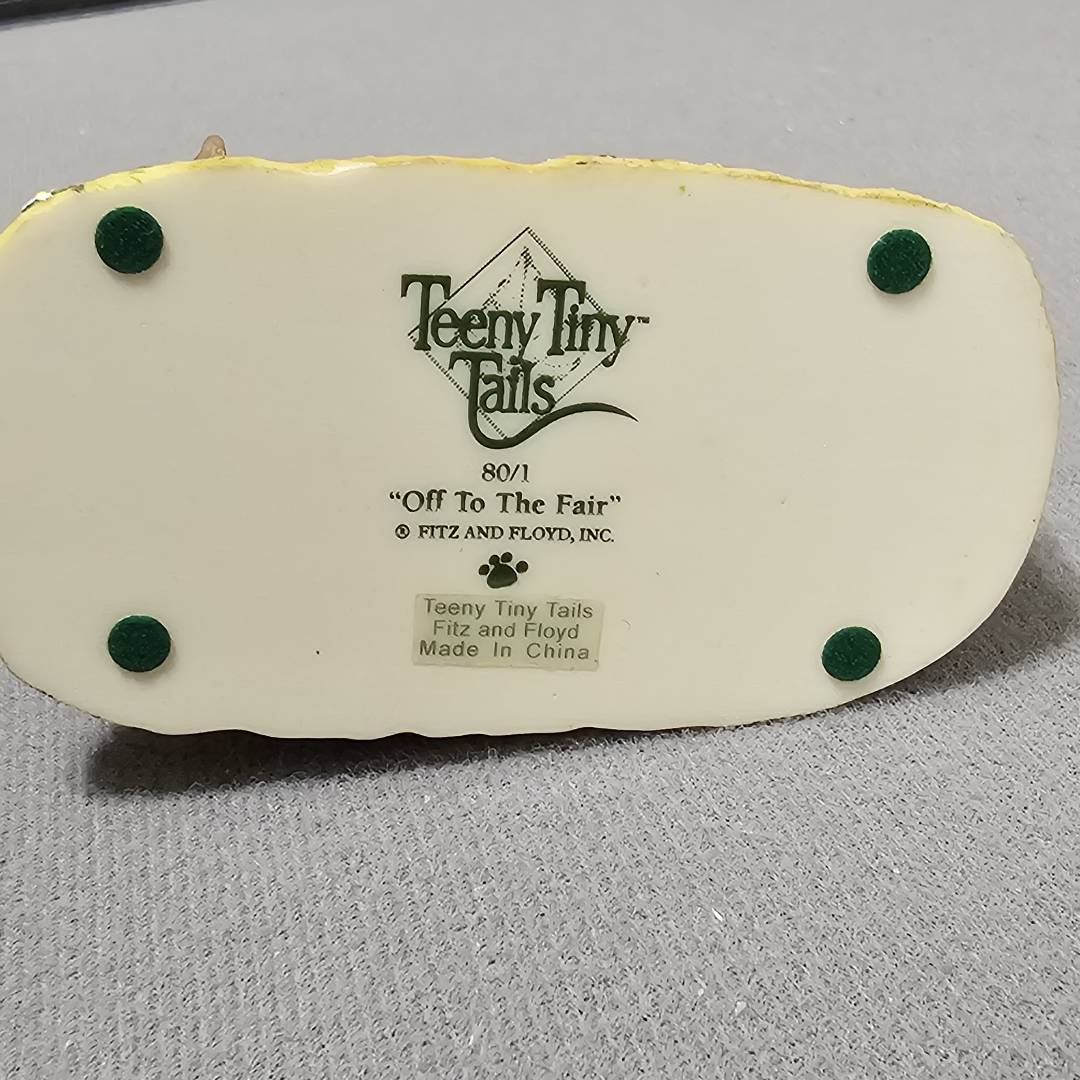 Teeny Tiny™
Tails
80/1
“Off To The Fair”
® FITZ AND FLOYD, INC.
Teeny Tiny Tails
Fitz and Floyd
Made In China